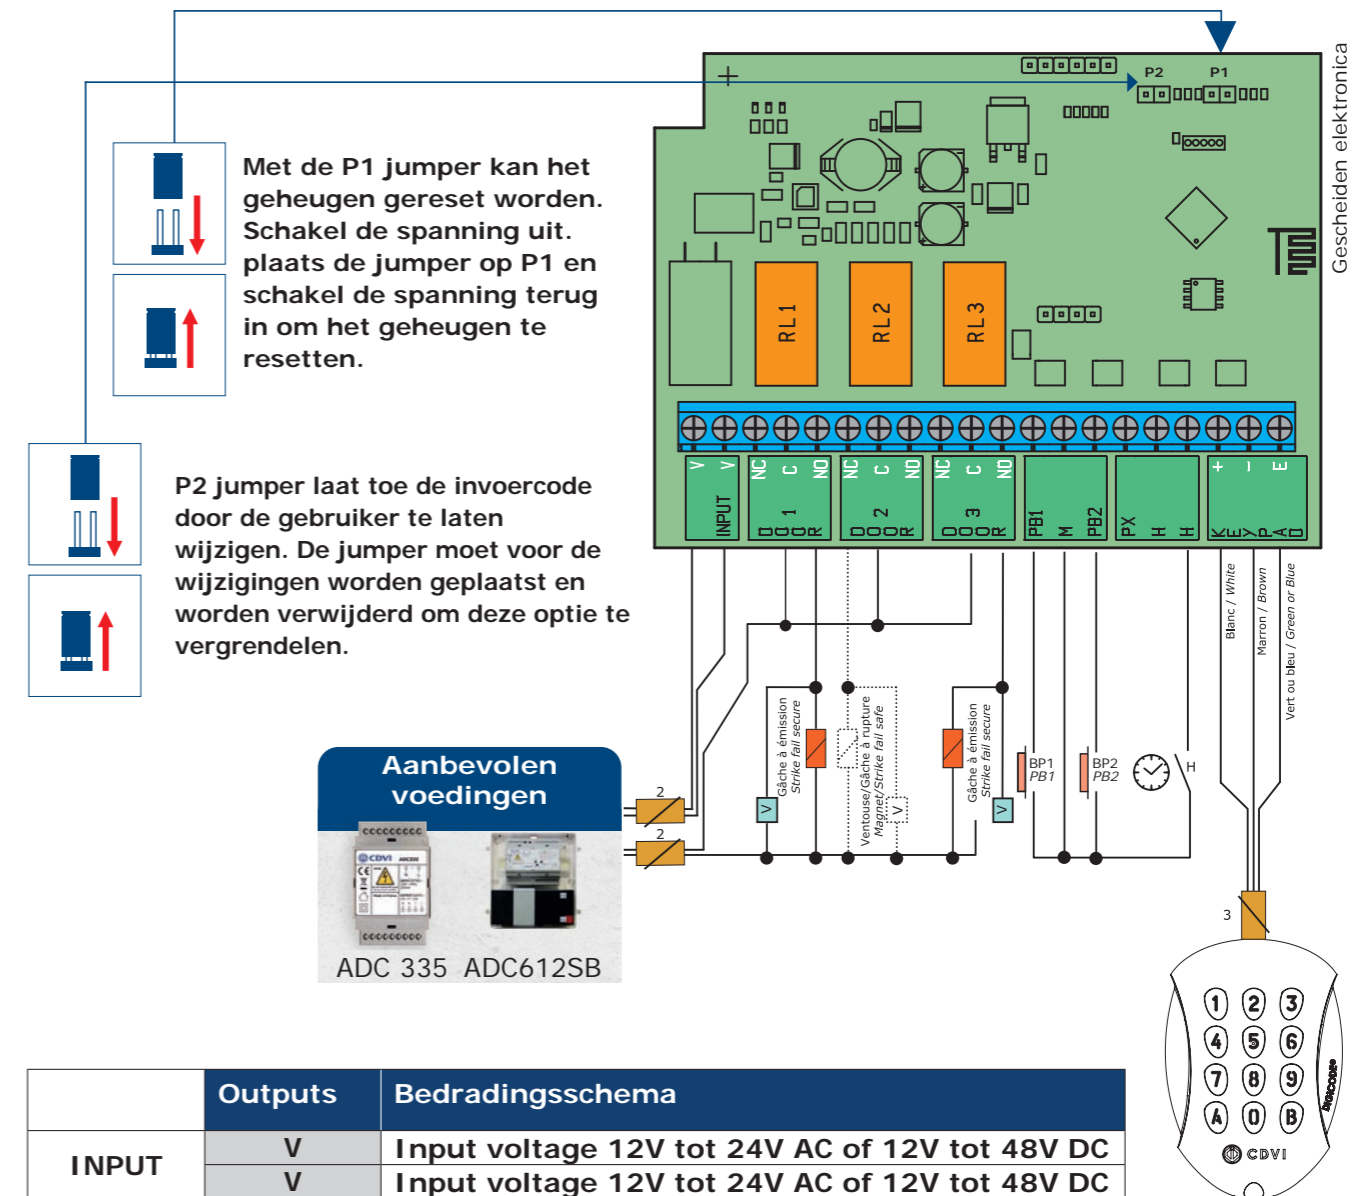 P2
P1
Gescheiden elektronica
Met de P1 jumper kan het
geheugen gereset worden.
Schakel de spanning uit.
plaats de jumper op P1 en
schakel de spanning terug
in om het geheugen te
resetten.
RL1
RL2
RL3
P2 jumper laat toe de invoercode
door de gebruiker te laten
wijzigen. De jumper moet voor de
wijzigingen worden geplaatst en
worden verwijderd om deze optie te
vergrendelen.
V V INPUT
NC C NO DOOR 1
NC C NO DOOR 2
NC C NO DOOR 3
PB1 M PB2
PX H H
+ – E KEYPAD
Blanc / White
Marron / Brown
Vert ou bleu / Green or Blue
Gâche à émission
Strike fail secure
Ventouse/Gâche à rupture
Magnet/Strike fail safe
Gâche à émission
Strike fail secure
V
V
V
BP1
PB1
BP2
PB2
H
2
2
3
Aanbevolen
voedingen
CDVI ADC335
ADC 335
ADC612SB
1 2 3
4 5 6
7 8 9
A 0 B
DIGICODE®
CDVI
Outputs Bedradingsschema
INPUT
V Input voltage 12V tot 24V AC of 12V tot 48V DC
V Input voltage 12V tot 24V AC of 12V tot 48V DC